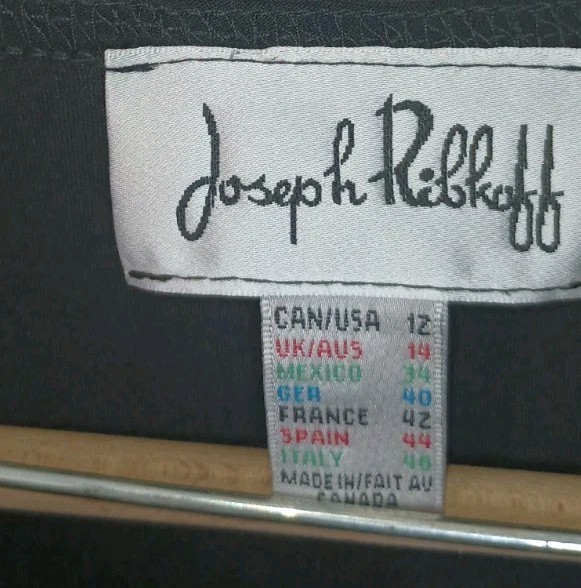 Joseph Ribkoff
CAN/USA 12
UK/AUS 14
MEXICO 34
GER 40
FRANCE 42
SPAIN 44
ITALY 46
MADE IN/FAIT AU
CANADA